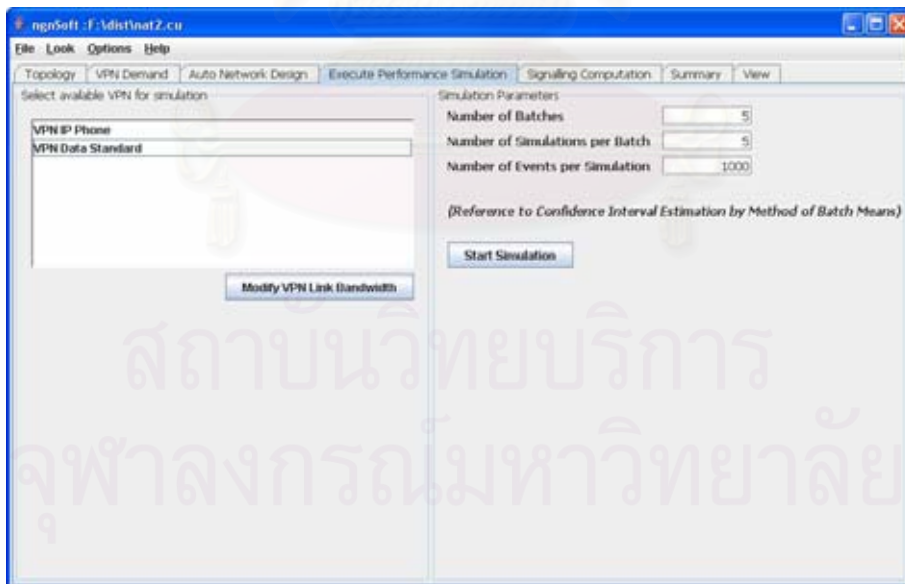 ngnSoft :F:\dist\nat2.cu
File Look Options Help
Topology VPN Demand Auto Network Design Execute Performance Simulation Signalling Computation Summary View
Select available VPN for simulation
VPN IP Phone
VPN Data Standard
Modify VPN Link Bandwidth
Simulation Parameters
Number of Batches 5
Number of Simulations per Batch 5
Number of Events per Simulation 1000
(Reference to Confidence Interval Estimation by Method of Batch Means)
Start Simulation
สถาบันวิทยบริการ
จุฬาลงกรณ์มหาวิทยาลัย